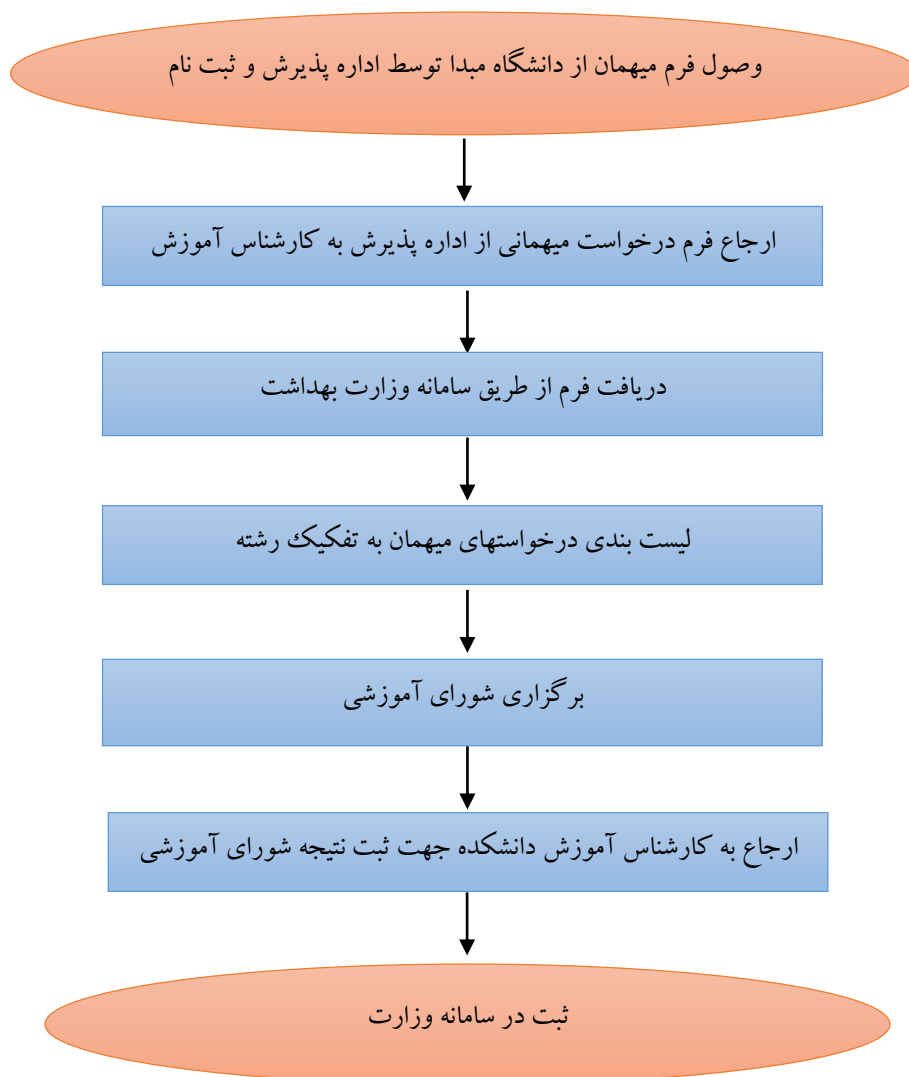 وصول فرم میهمان از دانشگاه مبدا توسط اداره پذیرش و ثبت نام
ارجاع فرم درخواست میهمانی از اداره پذیرش به کارشناس آموزش
دریافت فرم از طریق سامانه وزارت بهداشت
لیست بندی درخواستهای میهمان به تفکیک رشته
برگزاری شورای آموزشی
ارجاع به کارشناس آموزش دانشکده جهت ثبت نتیجه شورای آموزشی
ثبت در سامانه وزارت